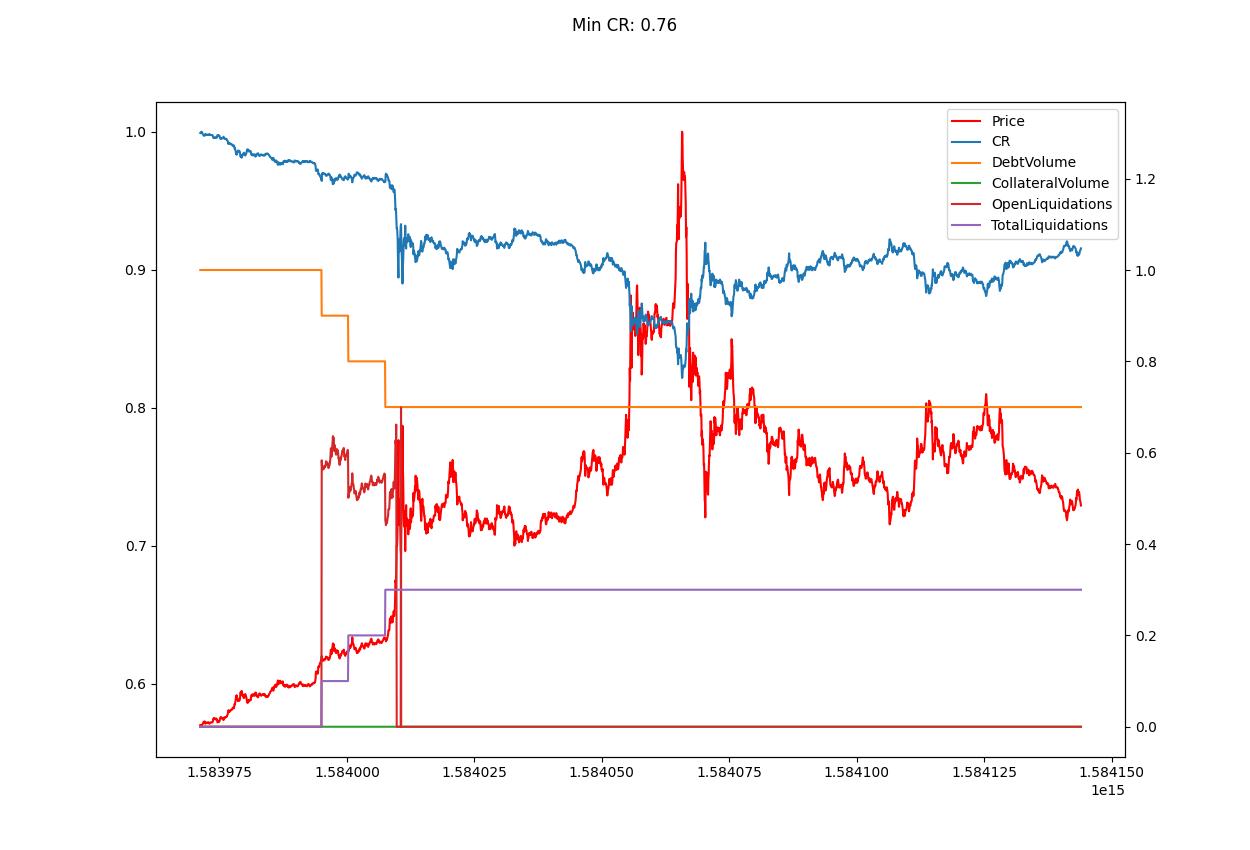 Min CR: 0.76
1.0
0.9
0.8
0.7
0.6
1.2
1.0
0.8
0.6
0.4
0.2
0.0
Price
CR
DebtVolume
CollateralVolume
OpenLiquidations
TotalLiquidations
1.583975 1.584000 1.584025 1.584050 1.584075 1.584100 1.584125 1.584150
1e15